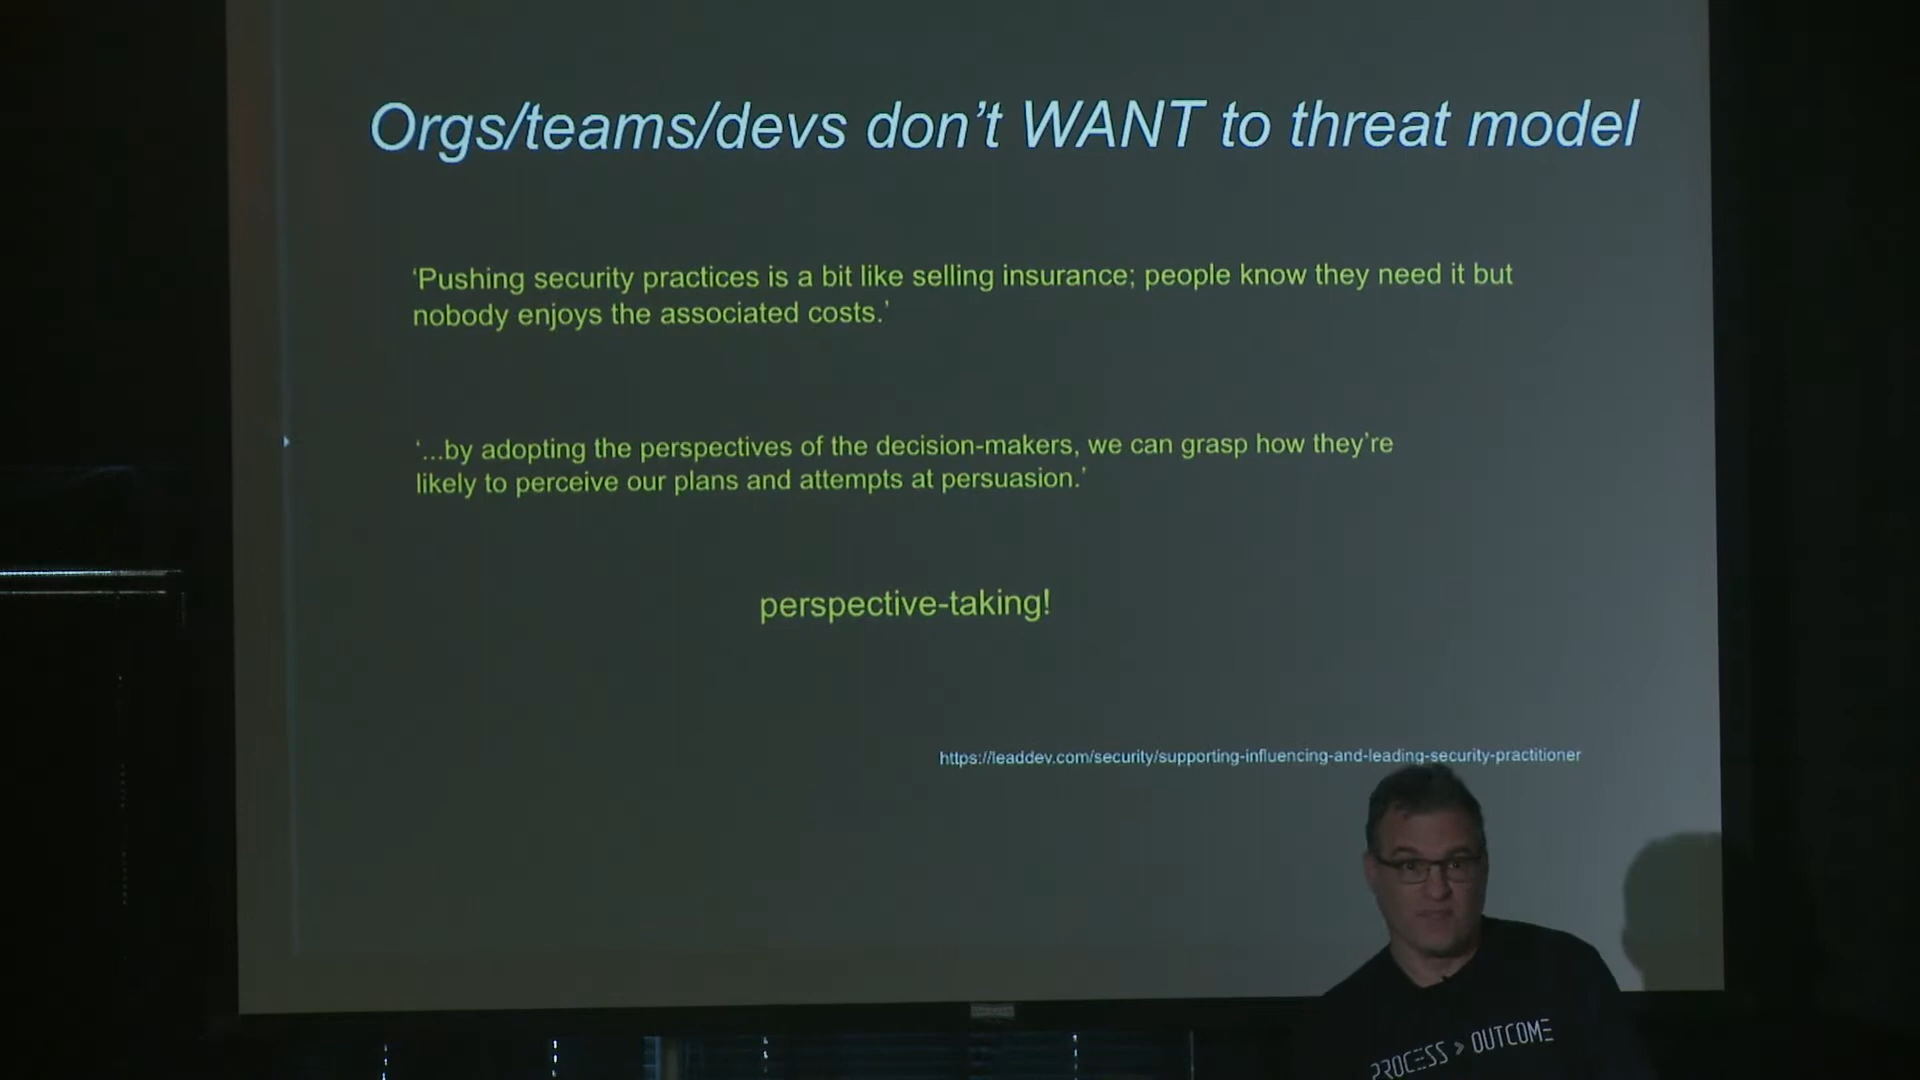 Orgs/teams/devs don't WANT to threat model
‘Pushing security practices is a bit like selling insurance; people know they need it but
nobody enjoys the associated costs.’
‘...by adopting the perspectives of the decision-makers, we can grasp how they’re
likely to perceive our plans and attempts at persuasion.’
perspective-taking!
https://leaddev.com/security/supporting-influencing-and-leading-security-practitioner
PROCESS > OUTCOME